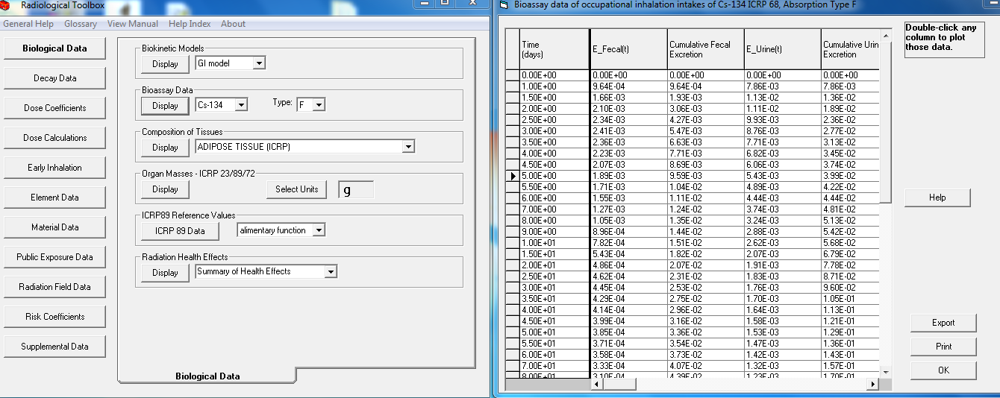 Radiological Toolbox
General Help Glossary View Manual Help Index About
Biological Data
Decay Data
Dose Coefficients
Dose Calculations
Early Inhalation
Element Data
Material Data
Public Exposure Data
Radiation Field Data
Risk Coefficients
Supplemental Data
Biokinetic Models
Display GI model
Bioassay Data
Display Cs-134 Type: F
Composition of Tissues
Display ADIPOSE TISSUE (ICRP)
Organ Masses - ICRP 23/89/72
Display Select Units g
ICRP89 Reference Values
ICRP 89 Data alimentary function
Radiation Health Effects
Display Summary of Health Effects
Biological Data
Bioassay data of occupational inhalation intakes of Cs-134 ICRP 68, Absorption Type F
Time (days) E_Fecal(t) Cumulative Fecal Excretion E_Urine(t) Cumulative Urin Excretion
0.00E+00 0.00E+00 0.00E+00 0.00E+00 0.00E+00
1.00E+00 9.64E-04 9.64E-04 7.86E-03 7.86E-03
1.50E+00 1.66E-03 1.93E-03 1.13E-02 1.36E-02
2.00E+00 2.10E-03 3.06E-03 1.11E-02 1.89E-02
2.50E+00 2.34E-03 4.27E-03 9.93E-03 2.36E-02
3.00E+00 2.41E-03 5.47E-03 8.76E-03 2.77E-02
3.50E+00 2.36E-03 6.63E-03 7.71E-03 3.13E-02
4.00E+00 2.23E-03 7.71E-03 6.82E-03 3.45E-02
4.50E+00 2.07E-03 8.69E-03 6.06E-03 3.74E-02
5.00E+00 1.89E-03 9.59E-03 5.43E-03 3.99E-02
5.50E+00 1.71E-03 1.04E-02 4.89E-03 4.22E-02
6.00E+00 1.55E-03 1.11E-02 4.44E-03 4.44E-02
7.00E+00 1.27E-03 1.24E-02 3.74E-03 4.81E-02
8.00E+00 1.05E-03 1.35E-02 3.24E-03 5.13E-02
9.00E+00 8.96E-04 1.44E-02 2.88E-03 5.42E-02
1.00E+01 7.82E-04 1.51E-02 2.62E-03 5.68E-02
1.50E+01 5.43E-04 1.82E-02 2.07E-03 6.79E-02
2.00E+01 4.86E-04 2.07E-02 1.91E-03 7.78E-02
2.50E+01 4.62E-04 2.31E-02 1.83E-03 8.71E-02
3.00E+01 4.45E-04 2.53E-02 1.76E-03 9.60E-02
3.50E+01 4.29E-04 2.75E-02 1.70E-03 1.05E-01
4.00E+01 4.14E-04 2.96E-02 1.64E-03 1.13E-01
4.50E+01 3.99E-04 3.16E-02 1.58E-03 1.21E-01
5.00E+01 3.85E-04 3.36E-02 1.53E-03 1.29E-01
5.50E+01 3.71E-04 3.54E-02 1.47E-03 1.36E-01
6.00E+01 3.58E-04 3.73E-02 1.42E-03 1.43E-01
7.00E+01 3.33E-04 4.07E-02 1.32E-03 1.57E-01
8.00E+01 3.10E-04 4.39E-02 1.23E-03 1.70E-01
Double-click any
column to plot
those data.
Help
Export
Print
OK